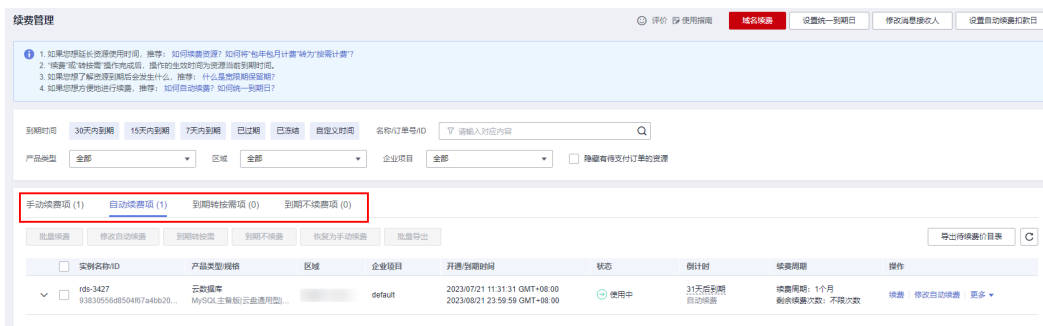 续费管理
评价 使用指南 域名续费 设置统一到期日 修改消息接收人 设置自动续费扣款日
1. 如果您想延长资源使用时间，推荐： 如何续费资源? 如何将“包年包月计费”转为“按需计费”?
2. “续费”或“转按需”操作完成后，操作的生效时间为资源当前到期时间。
3. 如果您想了解资源到期后会发生什么，推荐： 什么是宽限期保留期?
4. 如果您想方便地进行续费，推荐： 如何自动续费? 如何统一到期日?
到期时间 30天内到期 15天内到期 7天内到期 已过期 已冻结 自定义时间 名称/订单号/ID 请输入对应内容
产品类型 全部 区域 全部 企业项目 全部 隐藏有待支付订单的资源
手动续费项 (1) 自动续费项 (1) 到期转按需项 (0) 到期不续费项 (0)
批量续费 修改自动续费 到期转按需 到期不续费 恢复为手动续费 批量导出 导出待续费价目表
实例名称/ID 产品类型/规格 区域 企业项目 开通/到期时间 状态 倒计时 续费周期 操作
rds-3427 云数据库 default 2023/07/21 11:31:31 GMT+08:00 使用中 31天后到期 续费周期：1个月 续费 修改自动续费 更多
93830556d8504f67a4bb20... MySQL|主备版|云盘通用型|... 2023/08/21 23:59:59 GMT+08:00 自动续费 剩余续费次数：不限次数